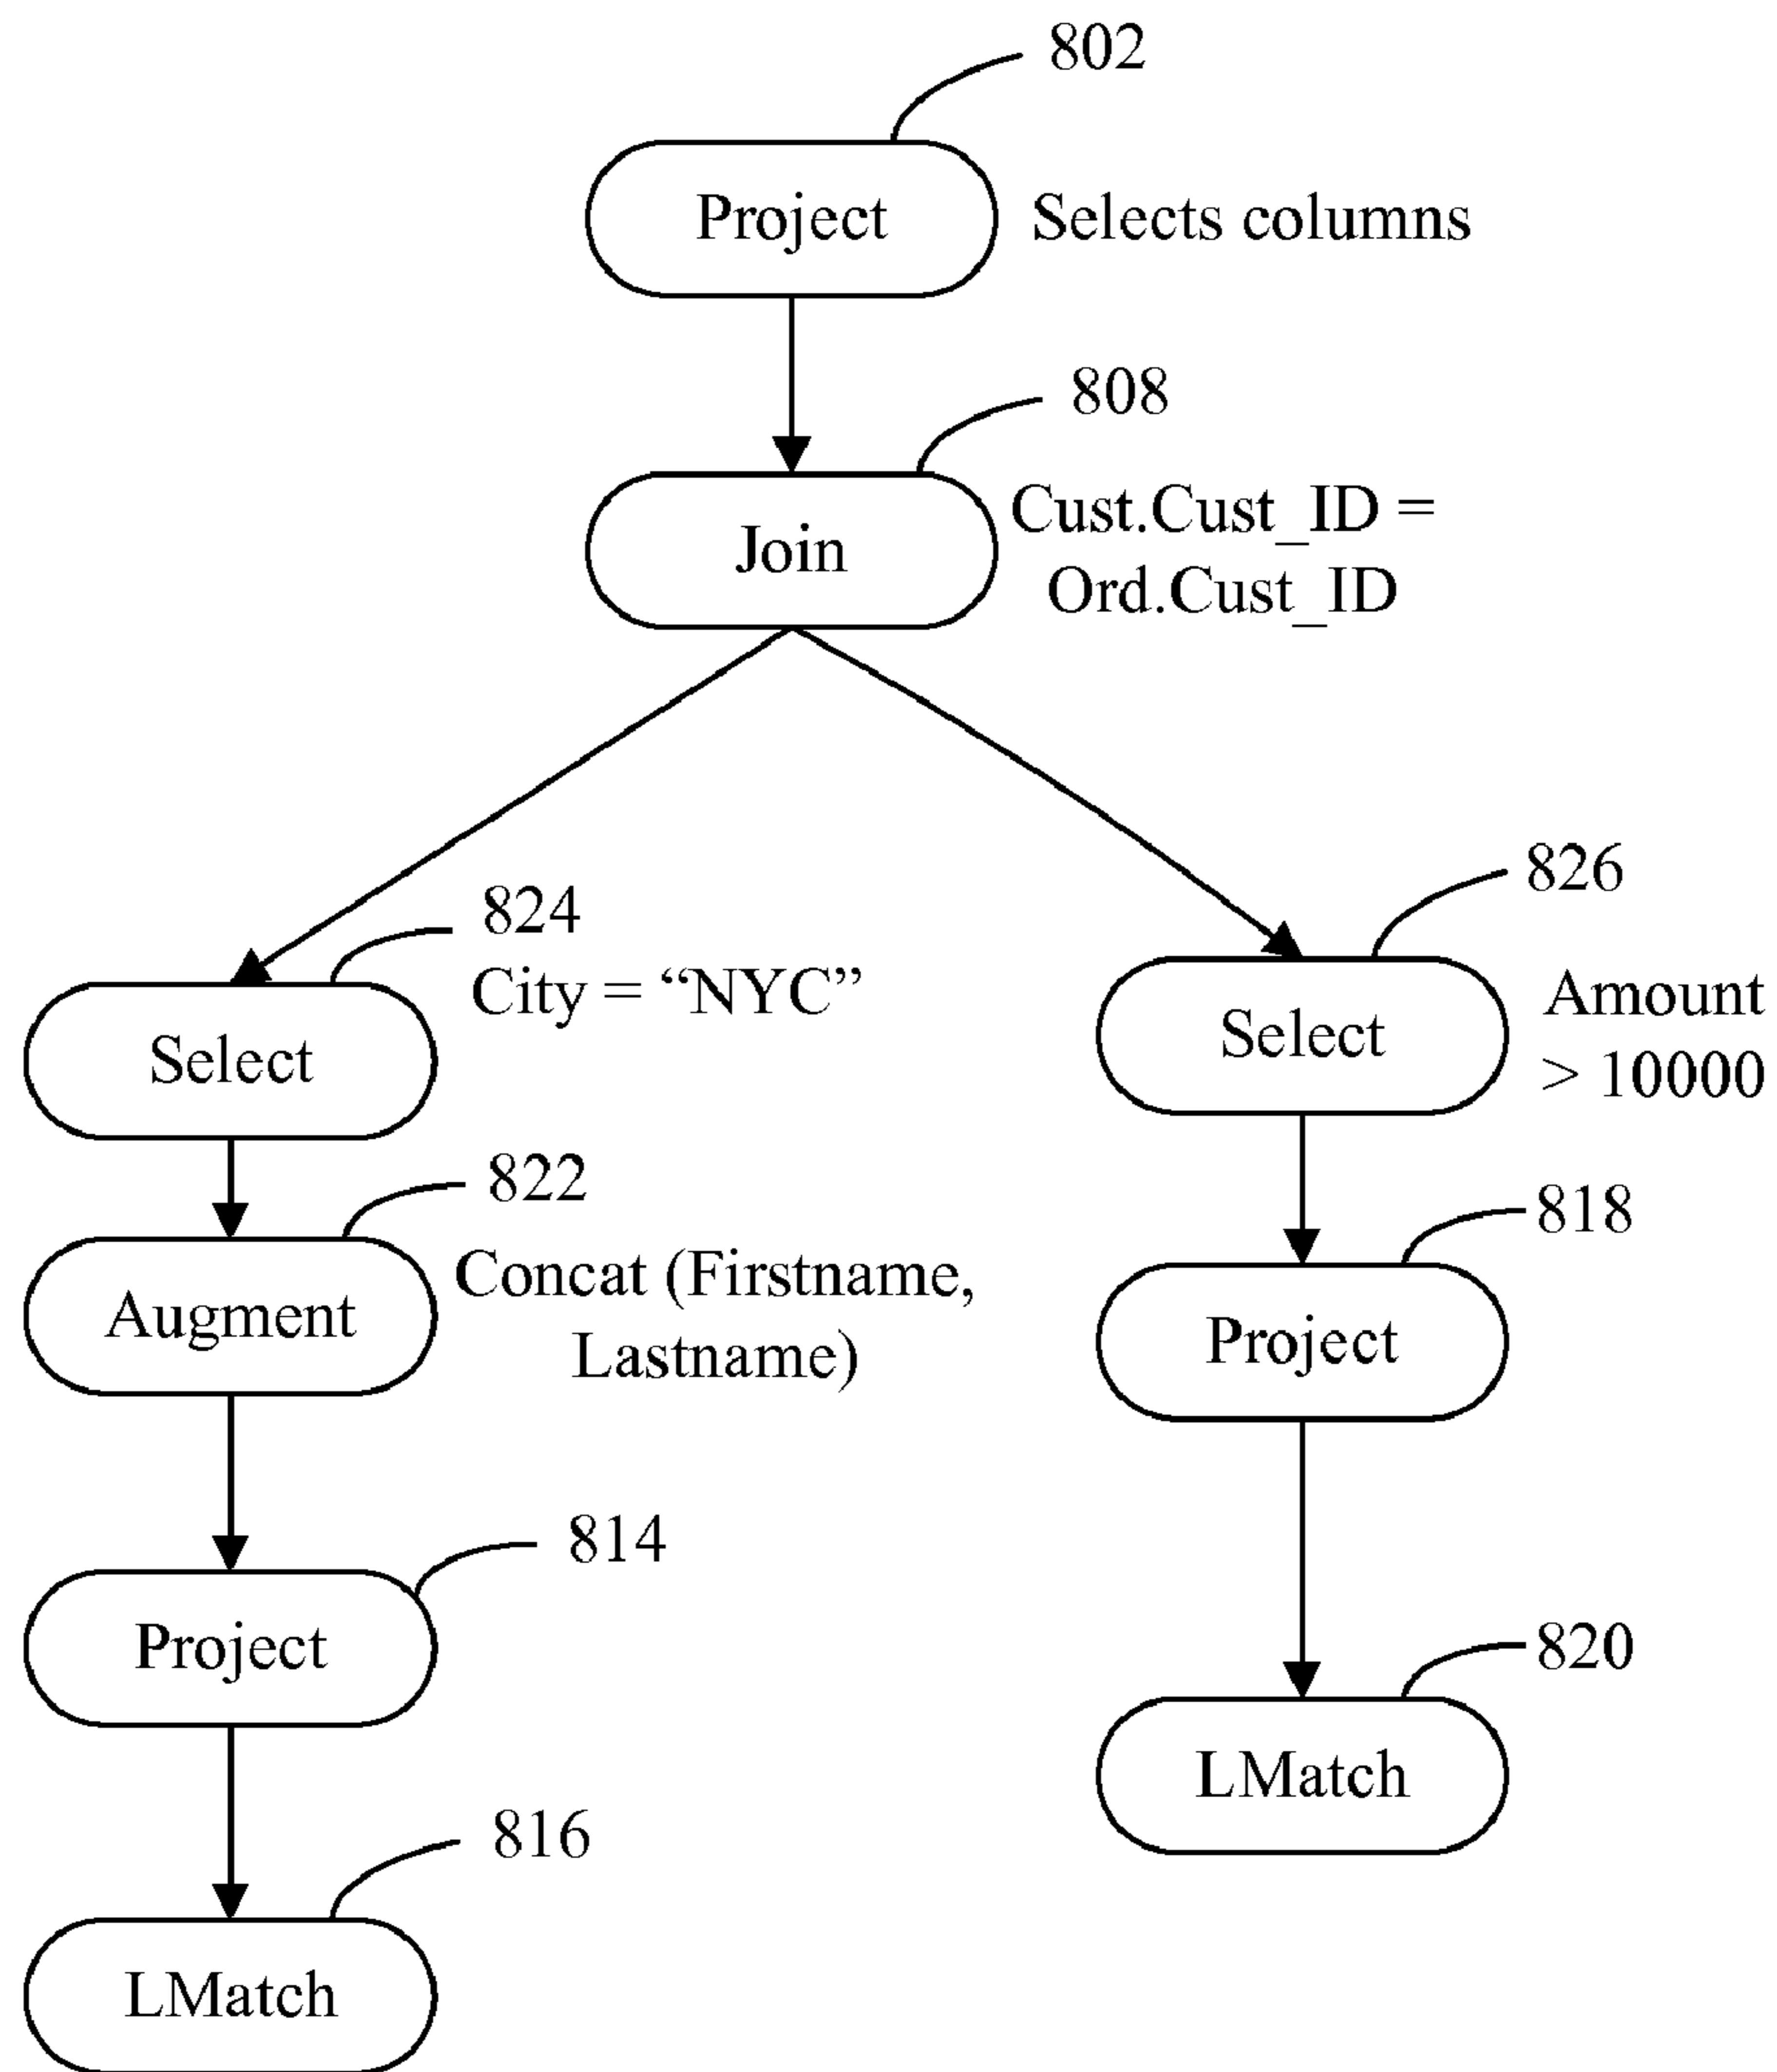 802
Project
Selects columns
808
Join
Cust.Cust_ID =
Ord.Cust_ID
824
City = “NYC”
Select
826
Select
Amount
> 10000
822
Augment
Concat (Firstname,
Lastname)
818
Project
814
Project
820
LMatch
816
LMatch